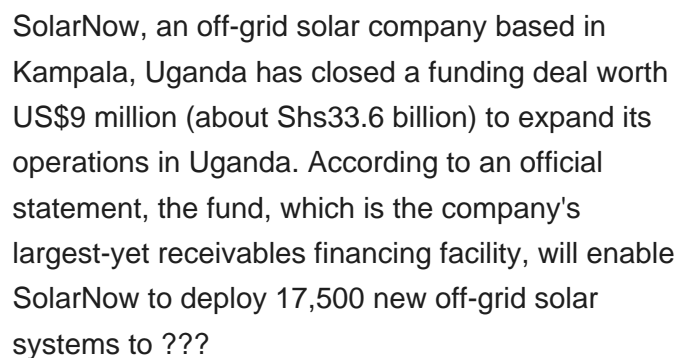 SolarNow, an off-grid solar company based in
Kampala, Uganda has closed a funding deal worth
US$9 million (about Shs33.6 billion) to expand its
operations in Uganda. According to an official
statement, the fund, which is the company's
largest-yet receivables financing facility, will enable
SolarNow to deploy 17,500 new off-grid solar
systems to ???